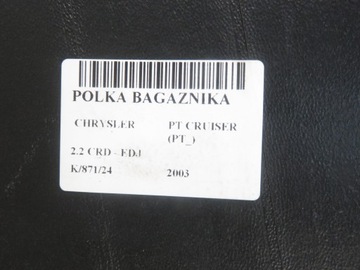 POLKA BAGAZNIKA
CHRYSLER PT CRUISER
(PT_)
2.2 CRD - EDJ
K/871/24 2003